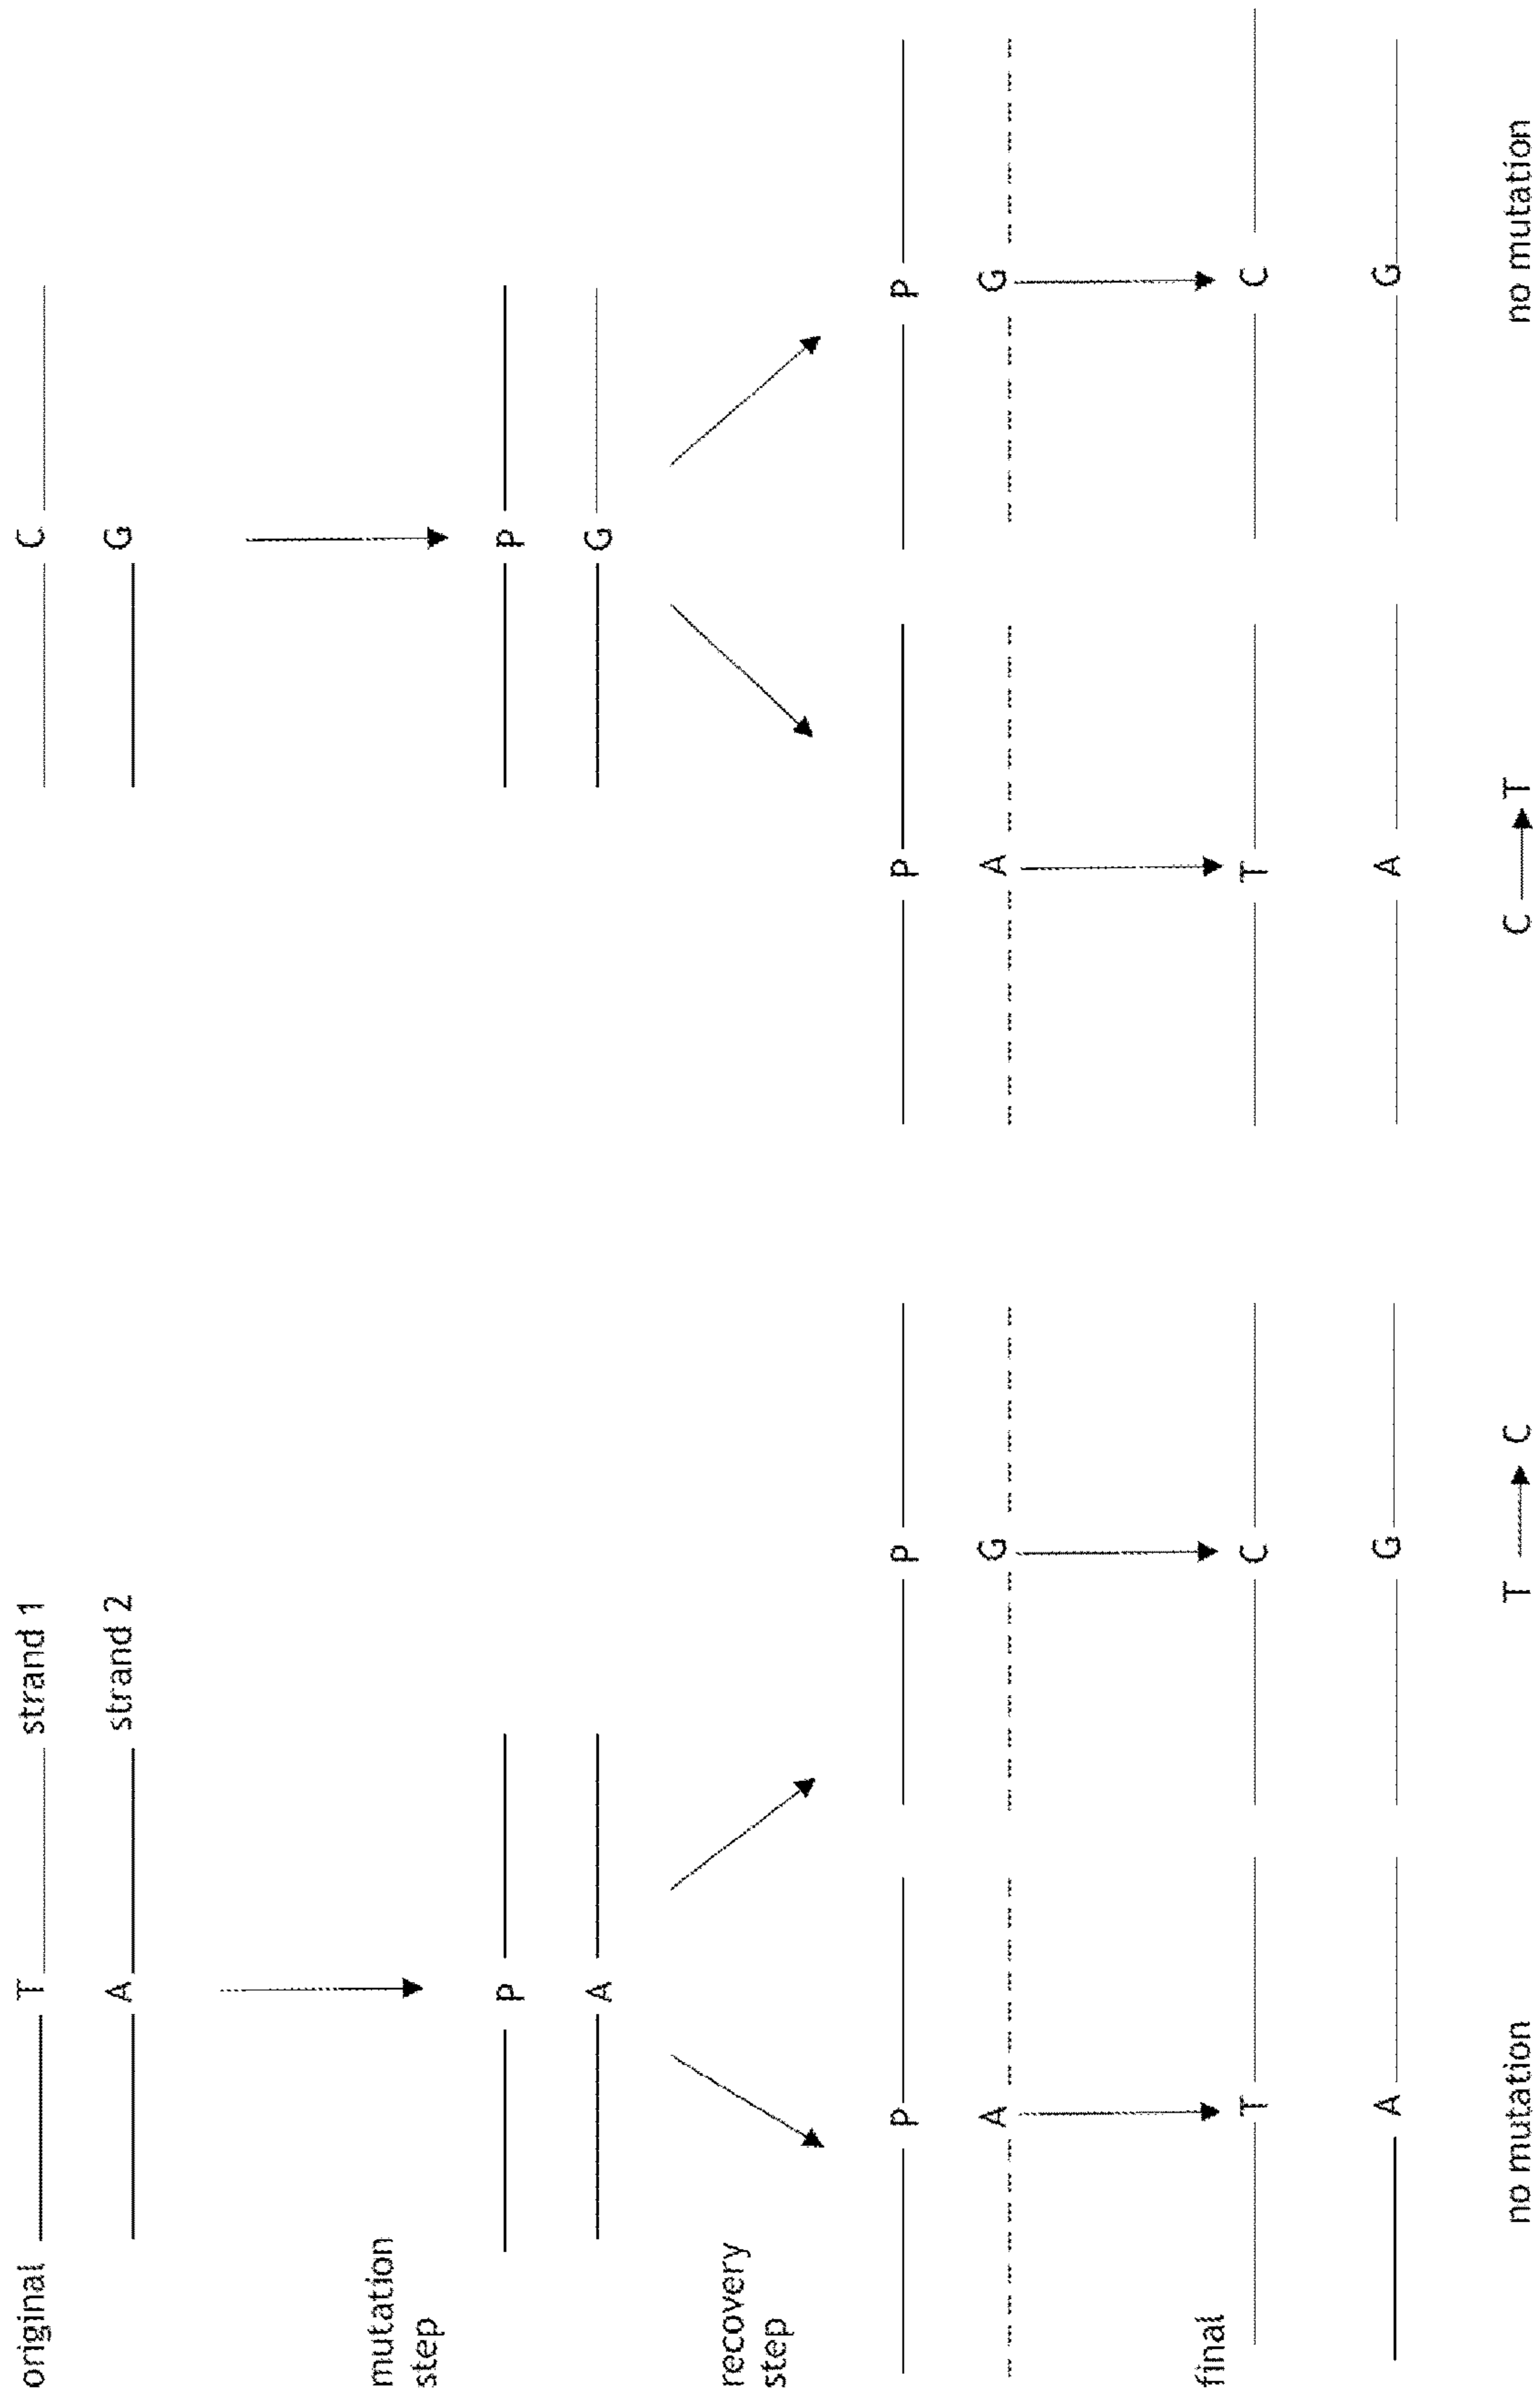 original T strand 1 C
A strand 2 G
mutation
step
P P
A G
recovery
step
P P P P
A G A G
final T C T C
A G A G
no mutation T C C T no mutation